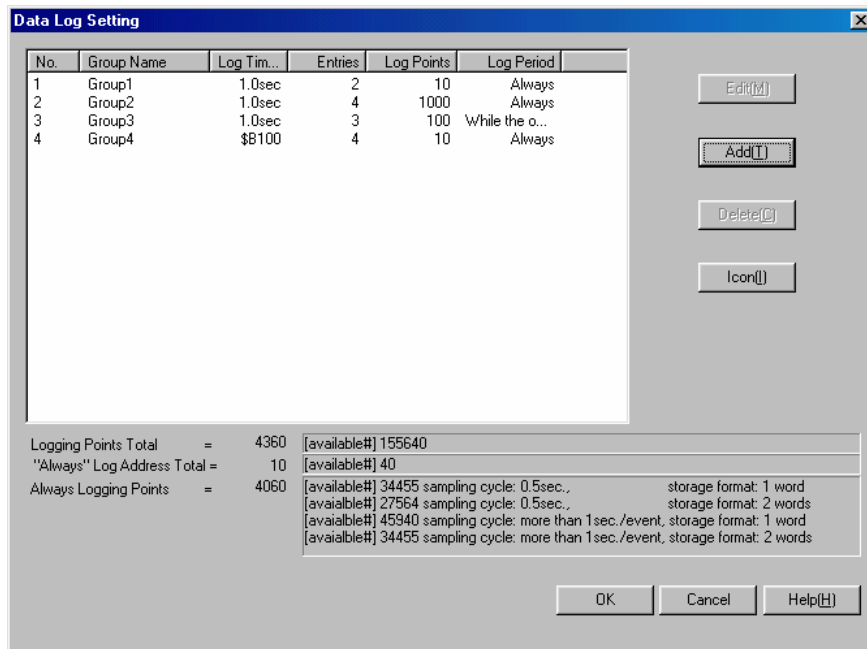 Data Log Setting
No. Group Name Log Tim... Entries Log Points Log Period
1 Group1 1.0sec 2 10 Always
2 Group2 1.0sec 4 1000 Always
3 Group3 1.0sec 3 100 While the o...
4 Group4 $B100 4 10 Always
Edit(M)
Add(T)
Delete(C)
Icon(I)
Logging Points Total = 4360 [available#] 155640
"Always" Log Address Total = 10 [available#] 40
Always Logging Points = 4060 [available#] 34455 sampling cycle: 0.5sec., storage format: 1 word
[available#] 27564 sampling cycle: 0.5sec., storage format: 2 words
[avaialble#] 45940 sampling cycle: more than 1sec./event, storage format: 1 word
[avaialble#] 34455 sampling cycle: more than 1sec./event, storage format: 2 words
OK Cancel Help(H)